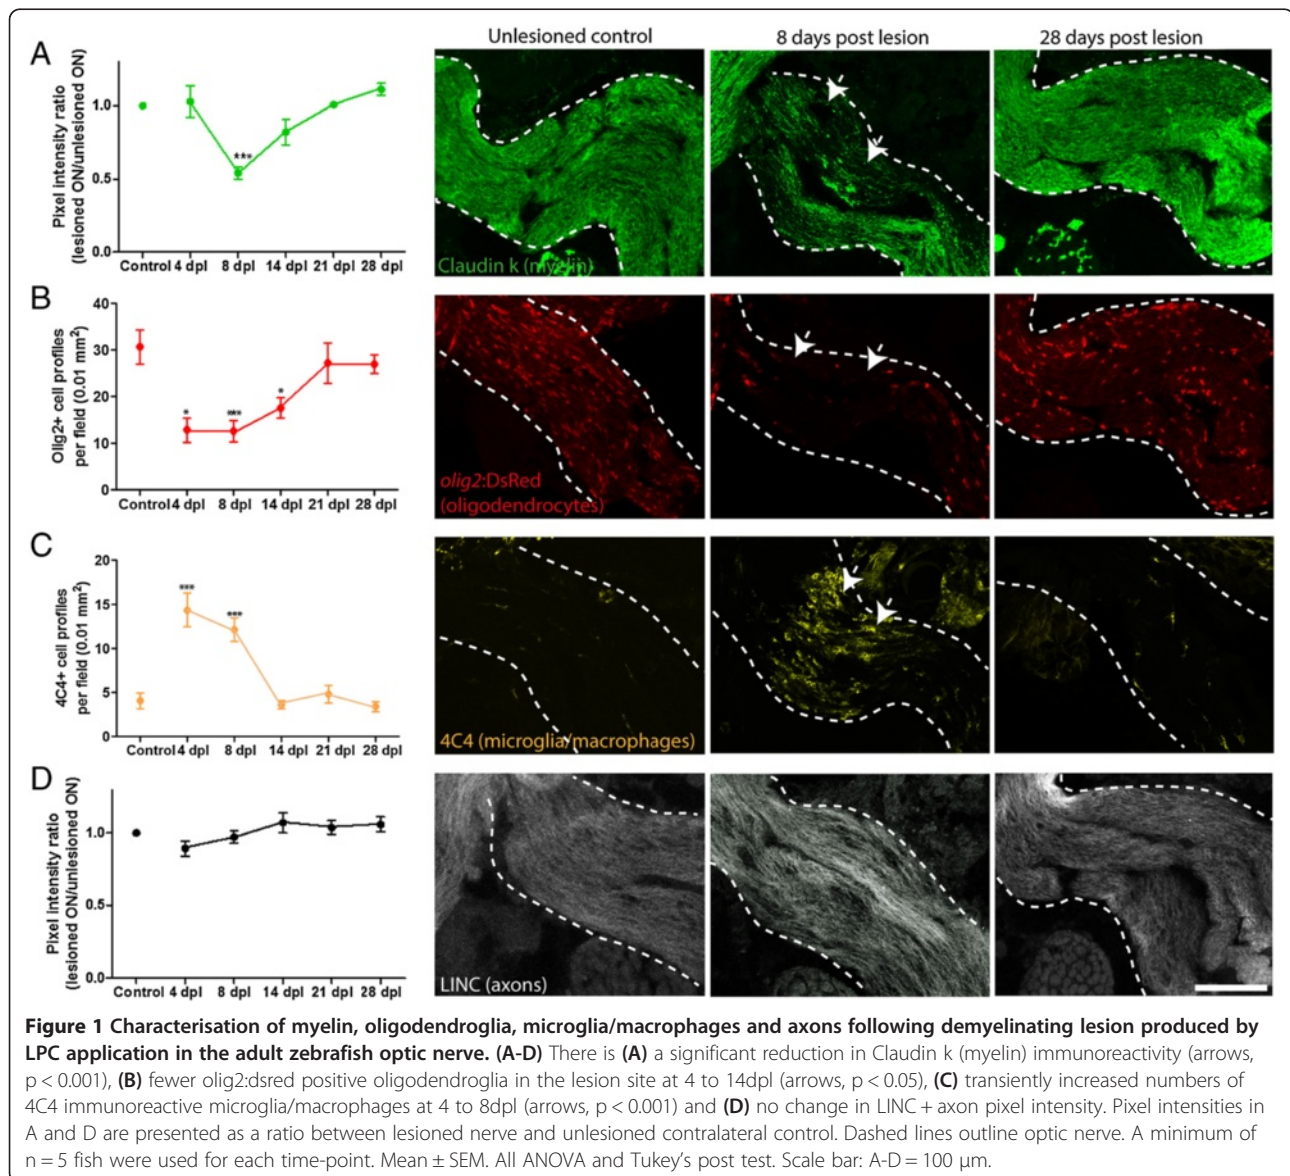 Unlesioned control
8 days post lesion
28 days post lesion
A
Pixel intensity ratio
(lesioned ON/unlesioned ON)
1.0
0.5
0.0
***
Control 4 dpl 8 dpl 14 dpl 21 dpl 28 dpl
Claudin k (myelin)
B
Olig2+ cell profiles
per field (0.01 mm²)
40
30
20
10
0
*
***
*
Control 4 dpl 8 dpl 14 dpl 21 dpl 28 dpl
olig2:DsRed
(oligodendrocytes)
C
4C4+ cell profiles
per field (0.01 mm²)
20
15
10
5
0
***
***
Control 4 dpl 8 dpl 14 dpl 21 dpl 28 dpl
4C4 (microglia/macrophages)
D
Pixel intensity ratio
(lesioned ON/unlesioned ON)
1.0
0.5
0.0
Control 4 dpl 8 dpl 14 dpl 21 dpl 28 dpl
LINC (axons)
Figure 1 Characterisation of myelin, oligodendroglia, microglia/macrophages and axons following demyelinating lesion produced by
LPC application in the adult zebrafish optic nerve. (A-D) There is (A) a significant reduction in Claudin k (myelin) immunoreactivity (arrows,
p < 0.001), (B) fewer olig2:dsred positive oligodendroglia in the lesion site at 4 to 14dpl (arrows, p < 0.05), (C) transiently increased numbers of
4C4 immunoreactive microglia/macrophages at 4 to 8dpl (arrows, p < 0.001) and (D) no change in LINC + axon pixel intensity. Pixel intensities in
A and D are presented as a ratio between lesioned nerve and unlesioned contralateral control. Dashed lines outline optic nerve. A minimum of
n = 5 fish were used for each time-point. Mean ± SEM. All ANOVA and Tukey's post test. Scale bar: A-D = 100 μm.